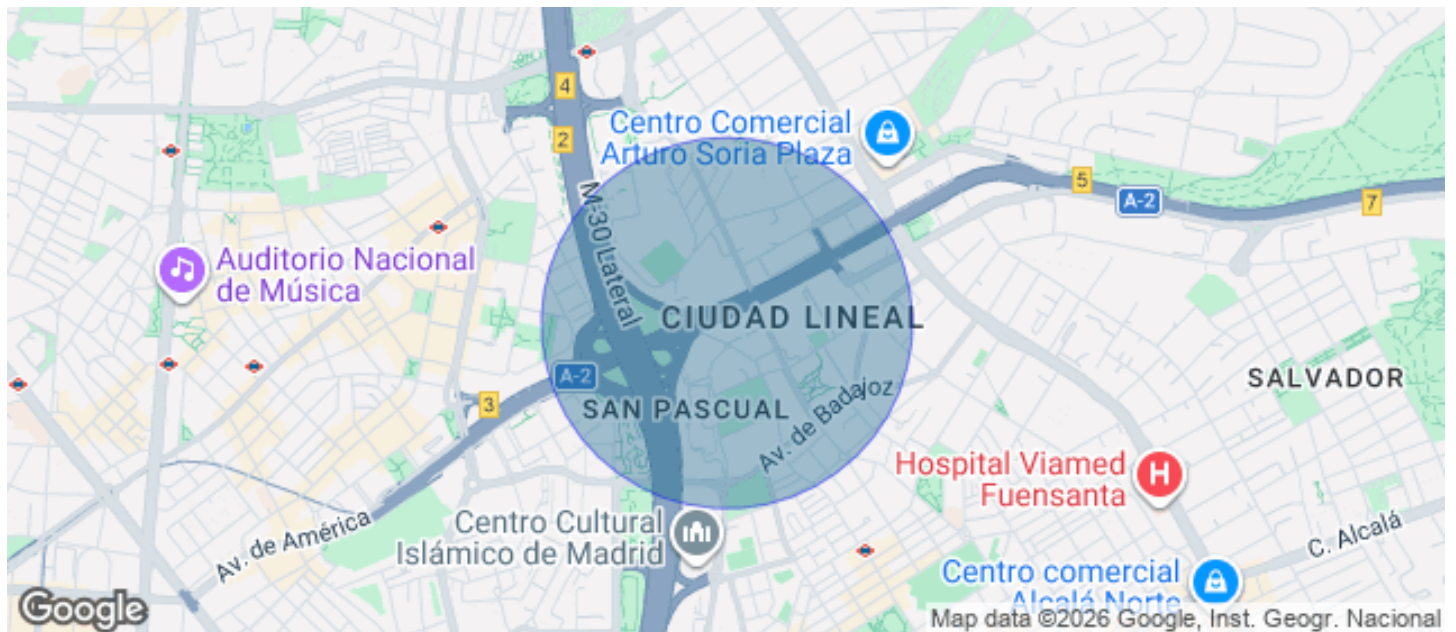 4
2
Centro Comercial
Arturo Soria Plaza
5
A-2
7
M-30 Lateral
Auditorio Nacional
de Música
CIUDAD LINEAL
A-2
3
SAN PASCUAL
Av. de Badajoz
SALVADOR
Hospital Viamed
Fuensanta
H
Av. de América
Centro Cultural
Islámico de Madrid
C. Alcalá
Centro comercial
Alcalá Norte
Google
Map data ©2026 Google, Inst. Geogr. Nacional